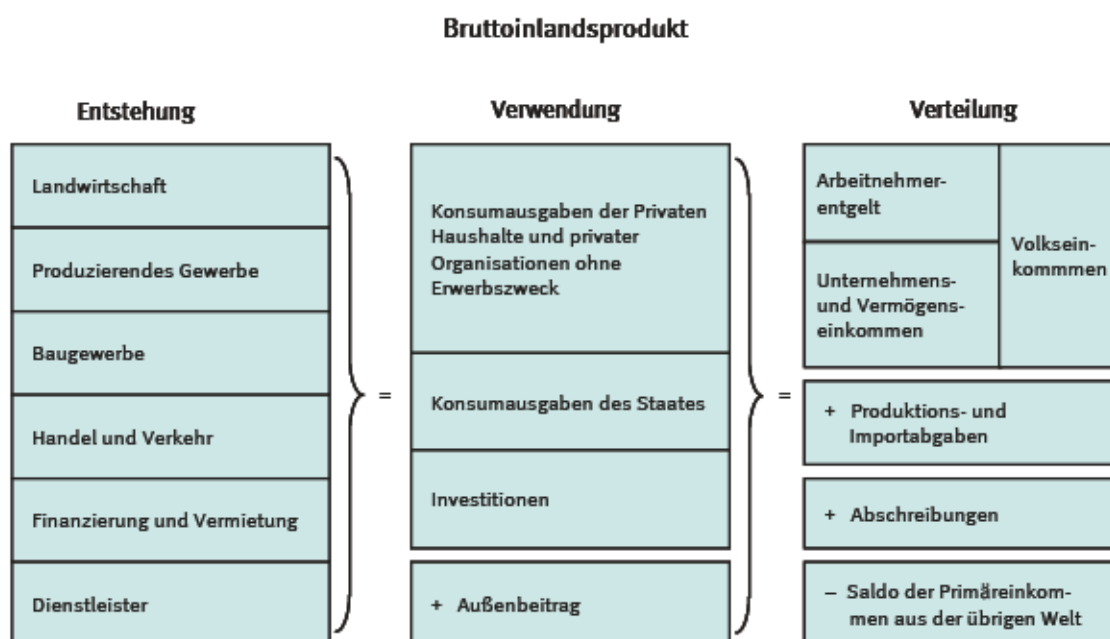 Bruttoinlandsprodukt
Entstehung
Landwirtschaft
Produzierendes Gewerbe
Baugewerbe
Handel und Verkehr
Finanzierung und Vermietung
Dienstleister
=
Verwendung
Konsumausgaben der Privaten
Haushalte und privater
Organisationen ohne
Erwerbszweck
Konsumausgaben des Staates
Investitionen
+ Außenbeitrag
=
Verteilung
Arbeitnehmer-
entgelt
Unternehmens-
und Vermögens-
einkommen
Volksein-
kommmen
+ Produktions- und
Importabgaben
+ Abschreibungen
– Saldo der Primäreinkom-
men aus der übrigen Welt